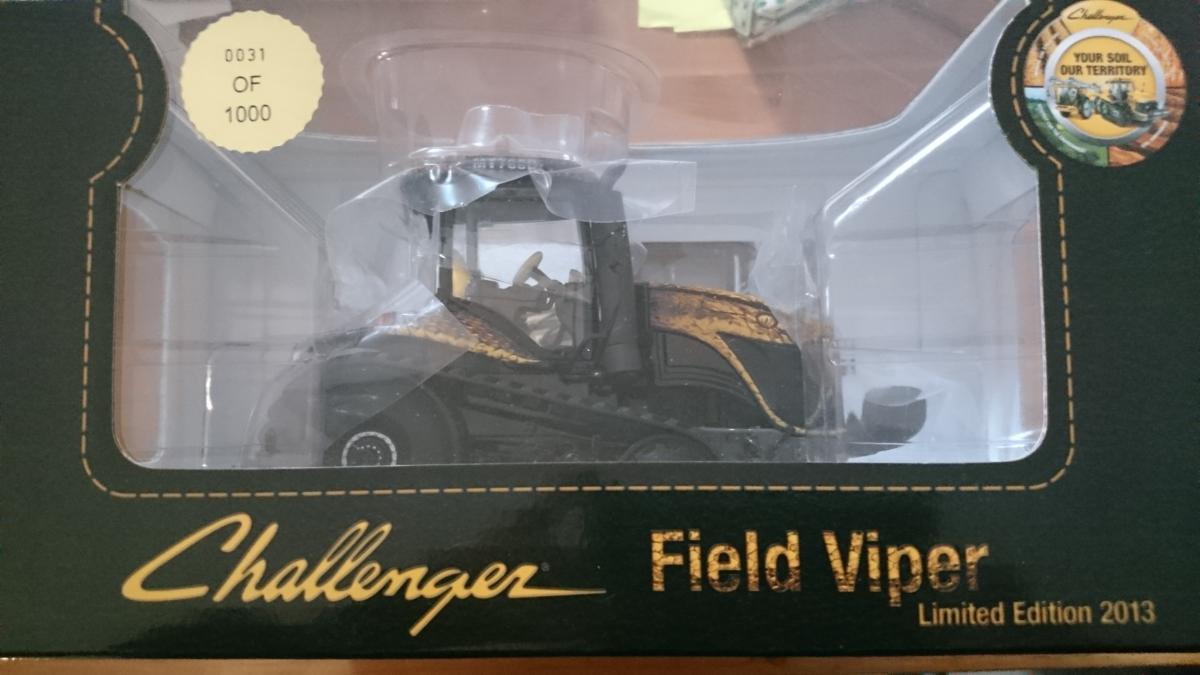 0031
OF
1000
Challenger
YOUR SOIL
OUR TERRITORY
Challenger®
Field Viper
Limited Edition 2013